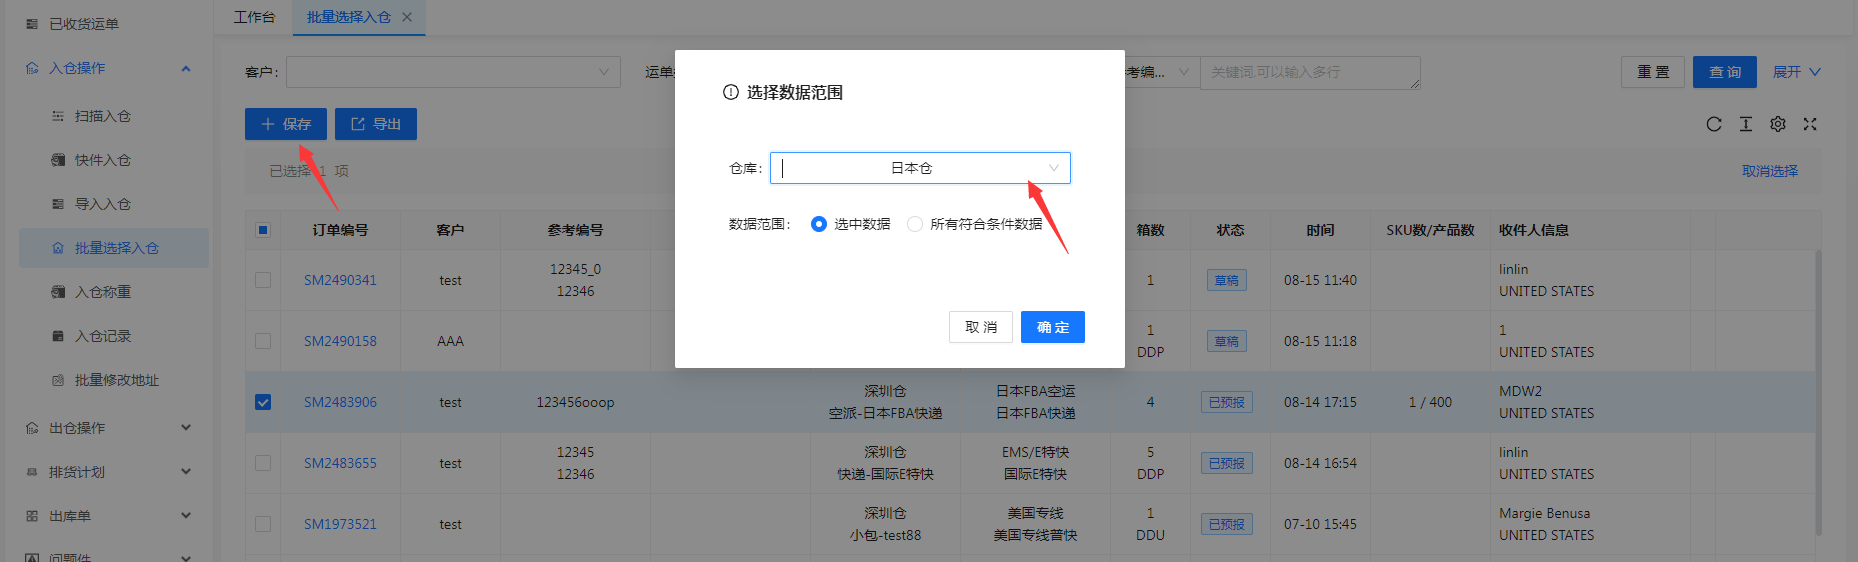 已收货运单
入仓操作
扫描入仓
快件入仓
导入入仓
批量选择入仓
入仓称重
入仓记录
批量修改地址
出仓操作
排货计划
出库单
问题件
工作台
批量选择入仓
客户:
运单
考编...
关键词,可以输入多行
重 置
查 询
展开
保存
导出
已选择 1 项
取消选择
选择数据范围
仓库:
日本仓
数据范围:
选中数据
所有符合条件数据
取 消
确 定
订单编号 客户 参考编号 箱数 状态 时间 SKU数/产品数 收件人信息
SM2490341 test 12345_0 1 草稿 08-15 11:40 linlin
12346 UNITED STATES
SM2490158 AAA 1 草稿 08-15 11:18 1
DDP UNITED STATES
SM2483906 test 123456ooop 深圳仓 日本FBA空运 4 已预报 08-14 17:15 1 / 400 MDW2
空派-日本FBA快递 日本FBA快递 UNITED STATES
SM2483655 test 12345 深圳仓 EMS/E特快 5 已预报 08-14 16:54 linlin
12346 快递-国际E特快 国际E特快 DDP UNITED STATES
SM1973521 test 深圳仓 美国专线 1 已预报 07-10 15:45 Margie Benusa
小包-test88 美国专线普快 DDU UNITED STATES